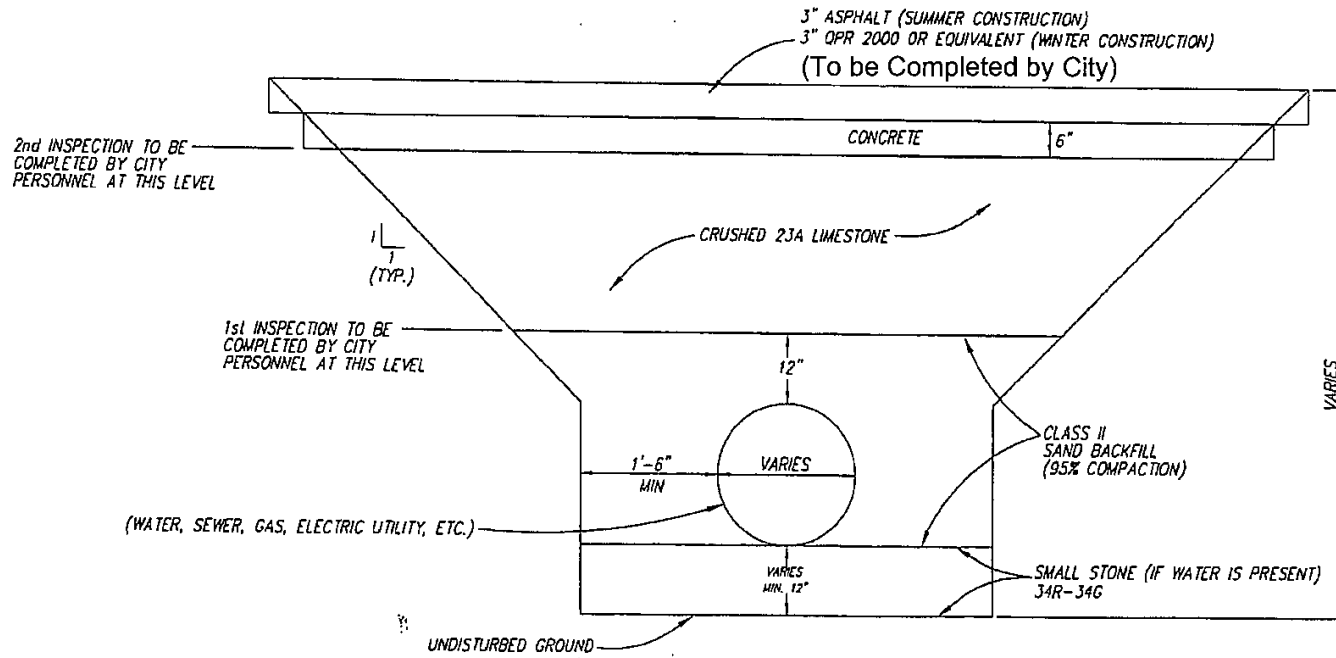 3" ASPHALT (SUMMER CONSTRUCTION)
3" QPR 2000 OR EQUIVALENT (WINTER CONSTRUCTION)
(To be Completed by City)
CONCRETE
6"
2nd INSPECTION TO BE
COMPLETED BY CITY
PERSONNEL AT THIS LEVEL
CRUSHED 23A LIMESTONE
1
1
(TYP.)
1st INSPECTION TO BE
COMPLETED BY CITY
PERSONNEL AT THIS LEVEL
12"
VARIES
CLASS II
SAND BACKFILL
(95% COMPACTION)
1'-6"
MIN
VARIES
(WATER, SEWER, GAS, ELECTRIC UTILITY, ETC.)
VARIES
MIN. 12"
SMALL STONE (IF WATER IS PRESENT)
34R-34G
UNDISTURBED GROUND